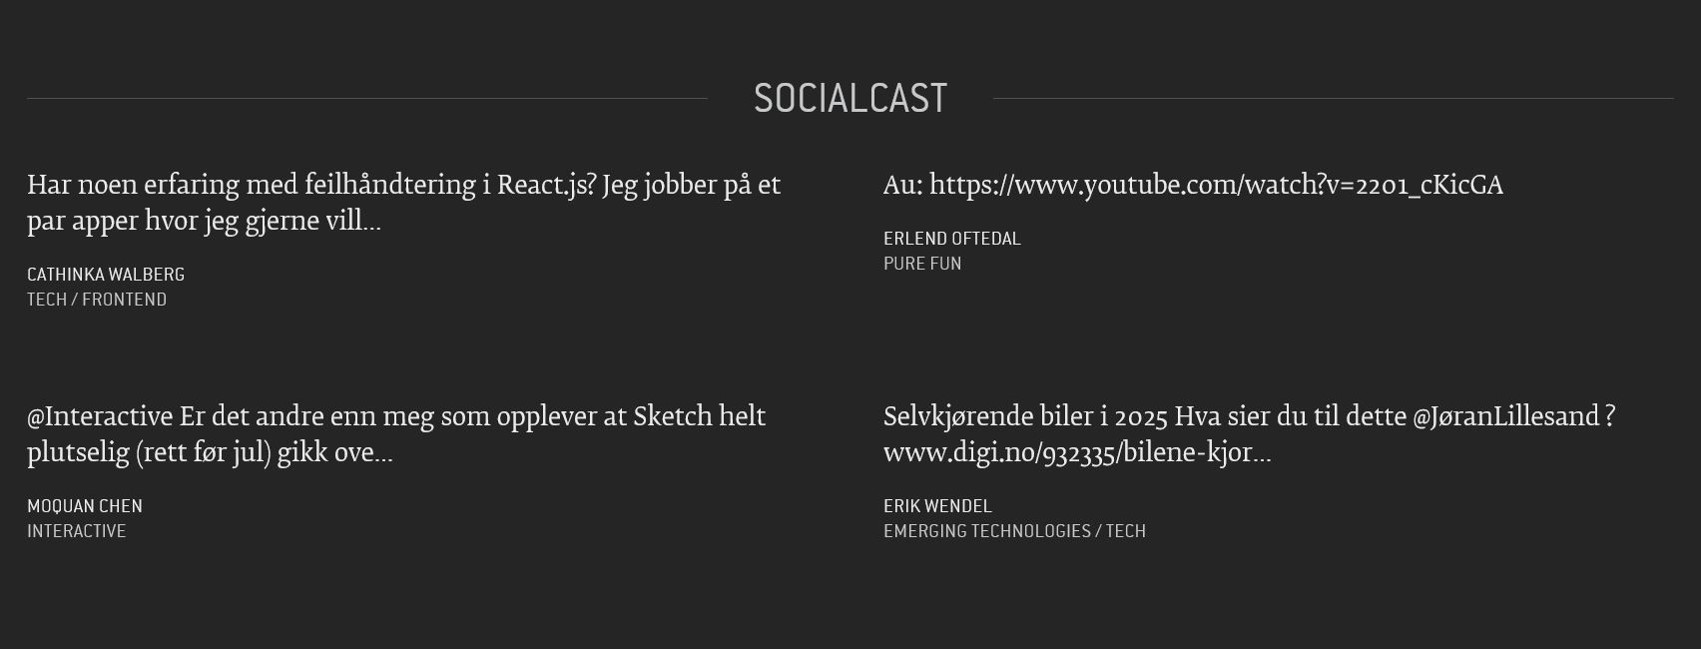 SOCIALCAST
Har noen erfaring med feilhåndtering i React.js? Jeg jobber på et
par apper hvor jeg gjerne vill...
CATHINKA WALBERG
TECH / FRONTEND
Au: https://www.youtube.com/watch?v=2201_cKicGA
ERLEND OFTEDAL
PURE FUN
@Interactive Er det andre enn meg som opplever at Sketch helt
plutselig (rett før jul) gikk ove...
MOQUAN CHEN
INTERACTIVE
Selvkjørende biler i 2025 Hva sier du til dette @JøranLillesand ?
www.digi.no/932335/bilene-kjor...
ERIK WENDEL
EMERGING TECHNOLOGIES / TECH